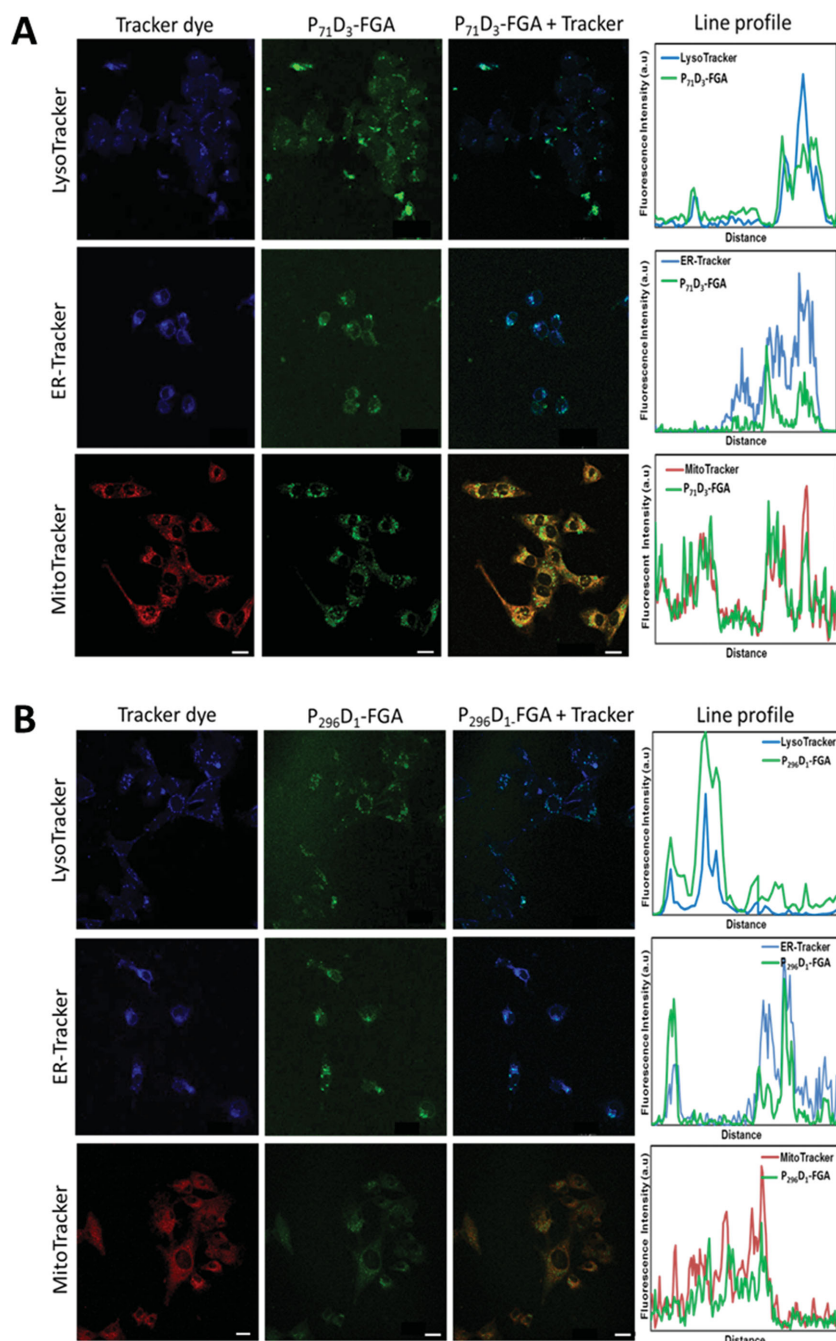 A
Tracker dye P₇₁D₃-FGA P₇₁D₃-FGA + Tracker Line profile
LysoTracker
Fluorescence Intensity (a.u)
LysoTracker
P₇₁D₃-FGA
Distance
ER-Tracker
Fluorescence Intensity (a.u)
ER-Tracker
P₇₁D₃-FGA
Distance
MitoTracker
Fluorescent Intensity (a.u)
MitoTracker
P₇₁D₃-FGA
Distance
B
Tracker dye P₂₉₆D₁-FGA P₂₉₆D₁-FGA + Tracker Line profile
LysoTracker
Fluorescence Intensity (a.u)
LysoTracker
P₂₉₆D₁-FGA
Distance
ER-Tracker
Fluorescence Intensity (a.u)
ER-Tracker
P₂₉₆D₁-FGA
Distance
MitoTracker
Fluorescence Intensity (a.u)
MitoTracker
P₂₉₆D₁-FGA
Distance